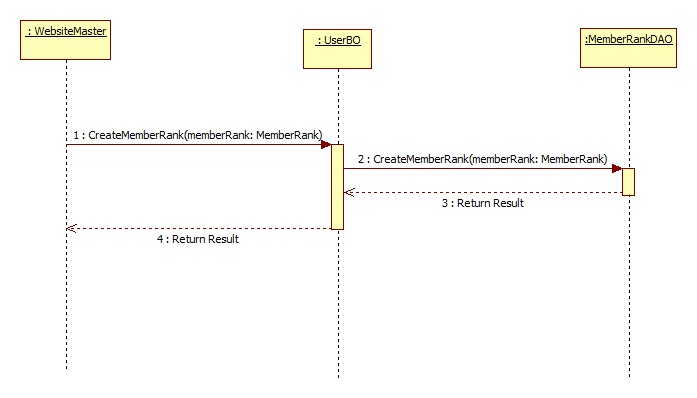 : WebsiteMaster
: UserBO
:MemberRankDAO
1 : CreateMemberRank(memberRank: MemberRank)
2 : CreateMemberRank(memberRank: MemberRank)
3 : Return Result
4 : Return Result